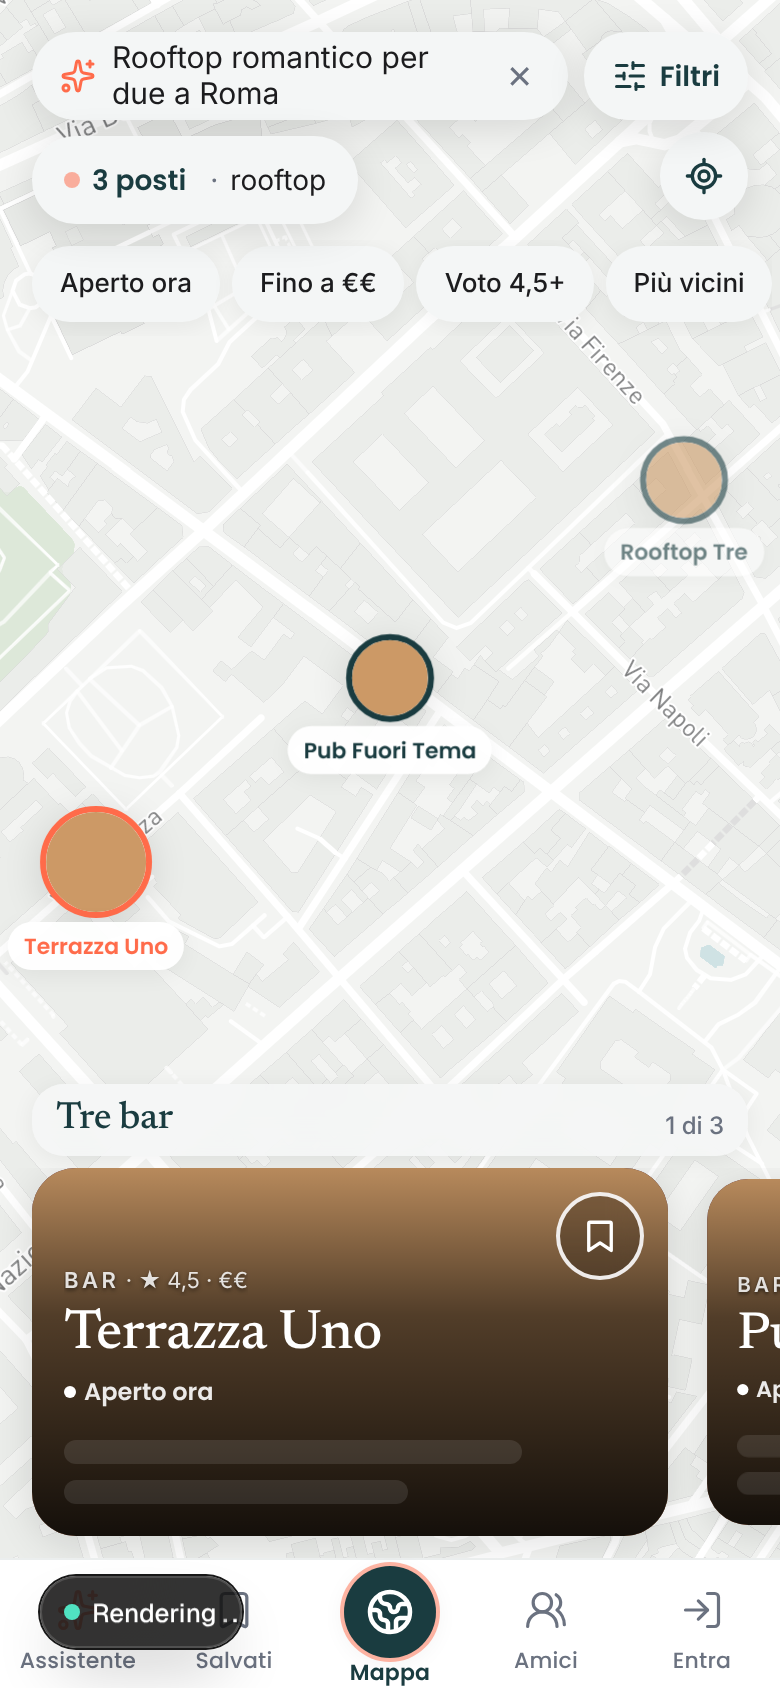 Rooftop romantico per
due a Roma
Filtri
3 posti · rooftop
Aperto ora
Fino a €€
Voto 4,5+
Più vicini
ia Firenze
Rooftop Tre
Pub Fuori Tema
Via Napoli
za
Terrazza Uno
Tre bar
1 di 3
BAR · ★ 4,5 · €€
Terrazza Uno
Aperto ora
BAR
Pu
Ap
Rendering...
Assistente
Salvati
Mappa
Amici
Entra